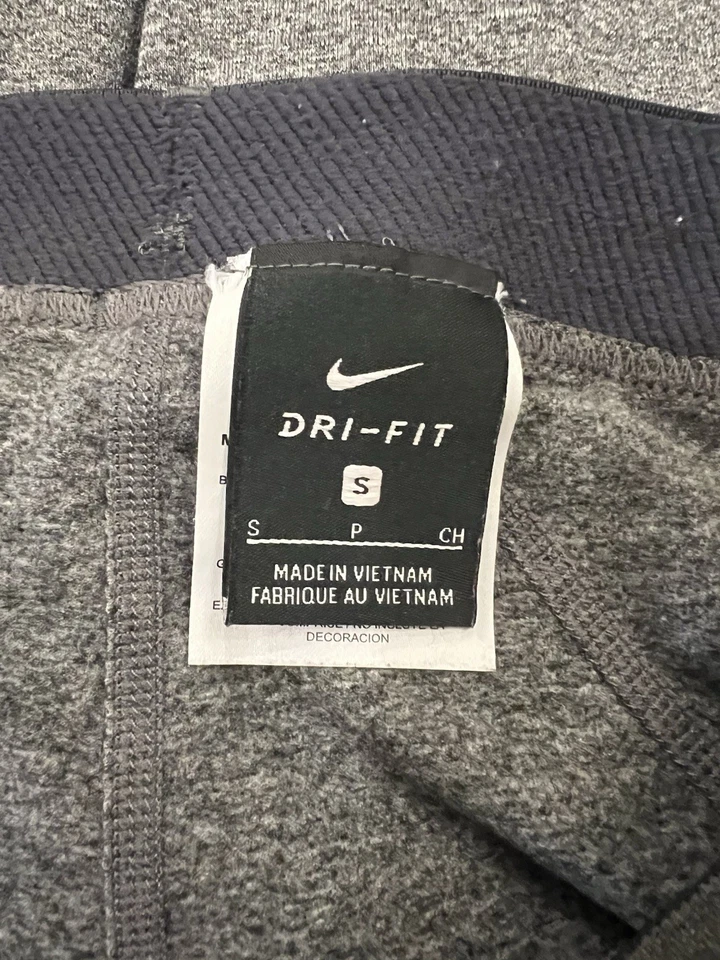 DRI-FIT
S
S P CH
MADE IN VIETNAM
FABRIQUE AU VIETNAM
DECORACION